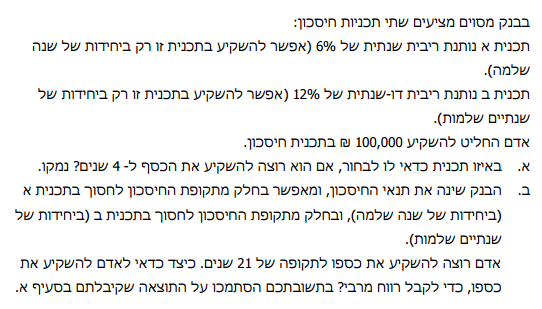 בבנק מסוים מציעים שתי תכניות חיסכון:
תכנית א נותנת ריבית שנתית של 6% (אפשר להשקיע בתכנית זו רק ביחידות של שנה
שלמה).
תכנית ב נותנת ריבית דו-שנתית של 12% (אפשר להשקיע בתכנית זו רק ביחידות של
שנתיים שלמות).
אדם החליט להשקיע 100,000 ₪ בתכנית חיסכון.
א. באיזו תכנית כדאי לו לבחור, אם הוא רוצה להשקיע את הכסף ל- 4 שנים? נמקו.
ב. הבנק שינה את תנאי החיסכון, ומאפשר בחלק מתקופת החיסכון לחסוך בתכנית א
(ביחידות של שנה שלמה), ובחלק מתקופת החיסכון לחסוך בתכנית ב (ביחידות של
שנתיים שלמות).
אדם רוצה להשקיע את כספו לתקופה של 21 שנים. כיצד כדאי לאדם להשקיע את
כספו, כדי לקבל רווח מרבי? בתשובתכם הסתמכו על התוצאה שקיבלתם בסעיף א.